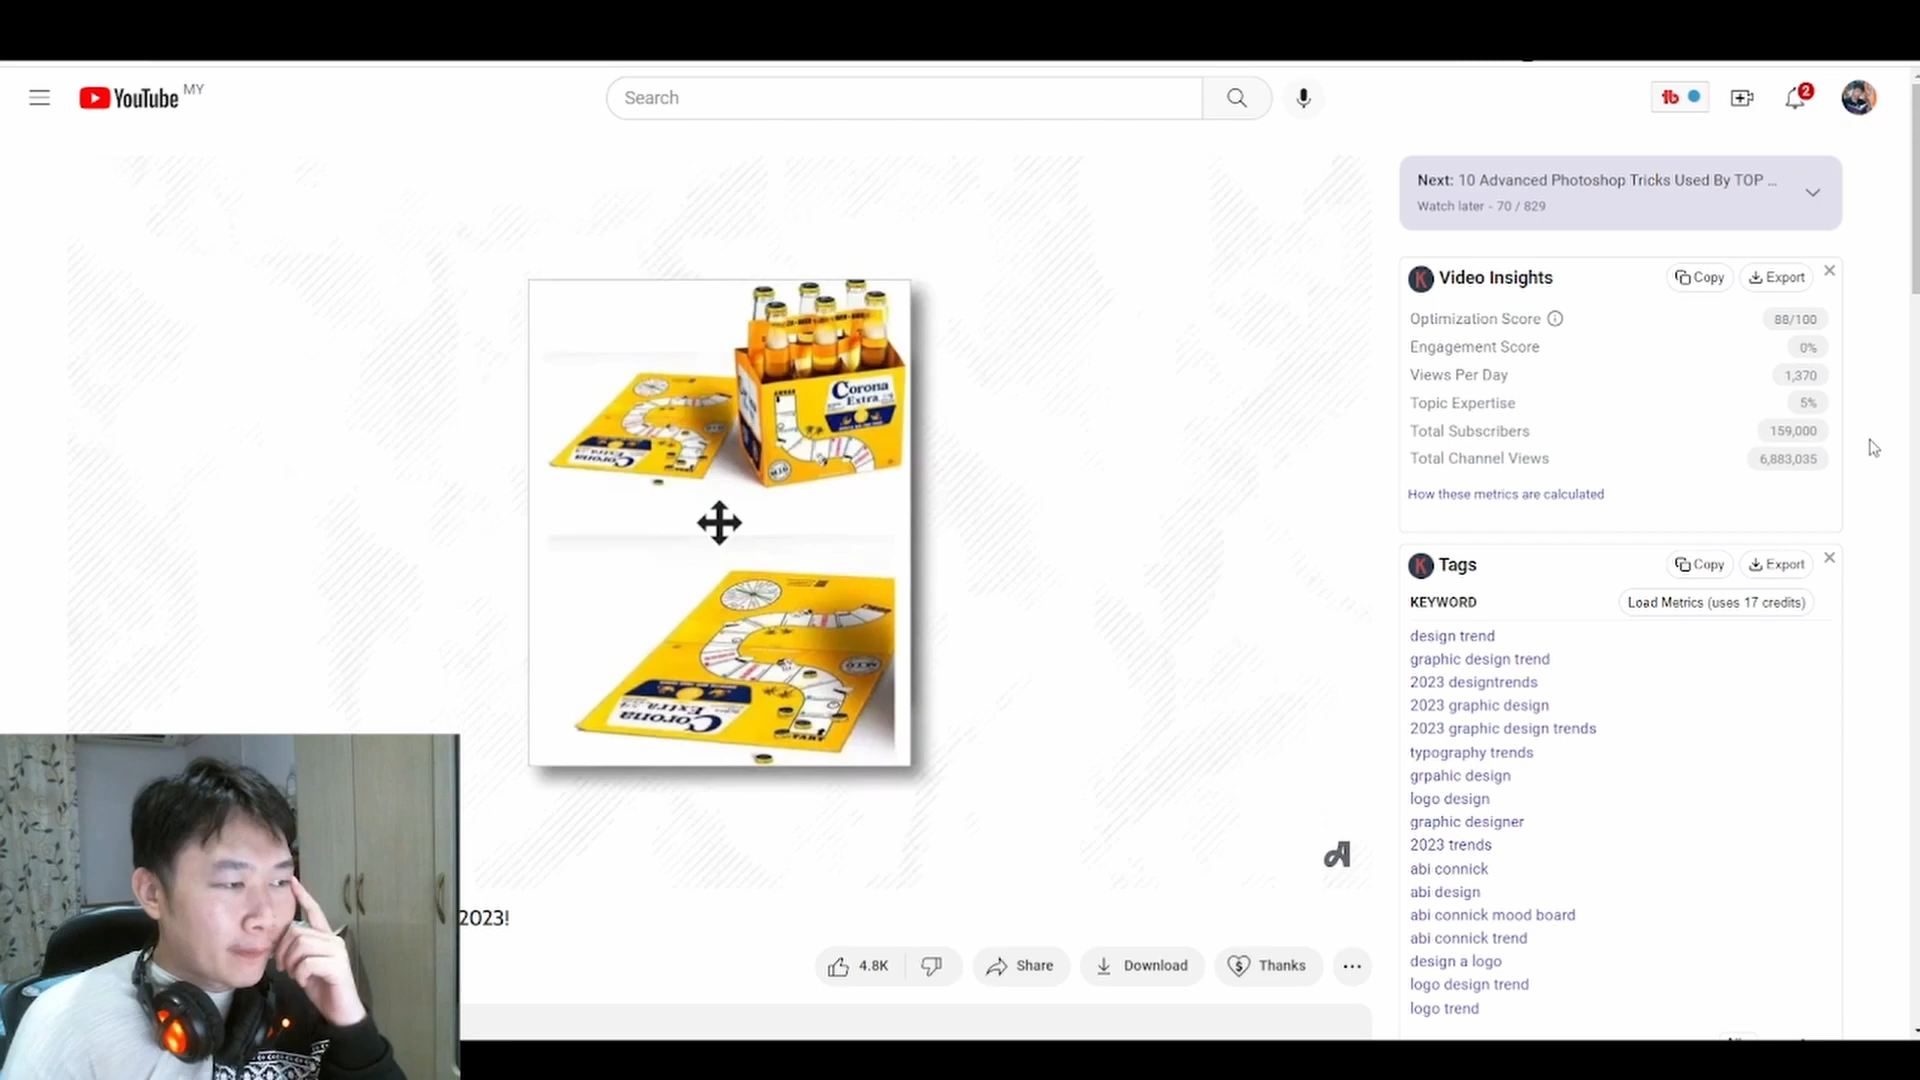 YouTube MY
Search
2
Next: 10 Advanced Photoshop Tricks Used By TOP ...
Watch later - 70 / 829
Video Insights
Copy
Export
Optimization Score
88/100
Engagement Score
0%
Views Per Day
1,370
Topic Expertise
5%
Total Subscribers
159,000
Total Channel Views
6,883,035
How these metrics are calculated
Tags
Copy
Export
KEYWORD
Load Metrics (uses 17 credits)
design trend
graphic design trend
2023 designtrends
2023 graphic design
2023 graphic design trends
typography trends
grpahic design
logo design
graphic designer
2023 trends
abi connick
abi design
abi connick mood board
abi connick trend
design a logo
logo design trend
logo trend
Corona
Extra
Corona
Extra
Corona
Extra
2023!
4.8K
Share
Download
Thanks